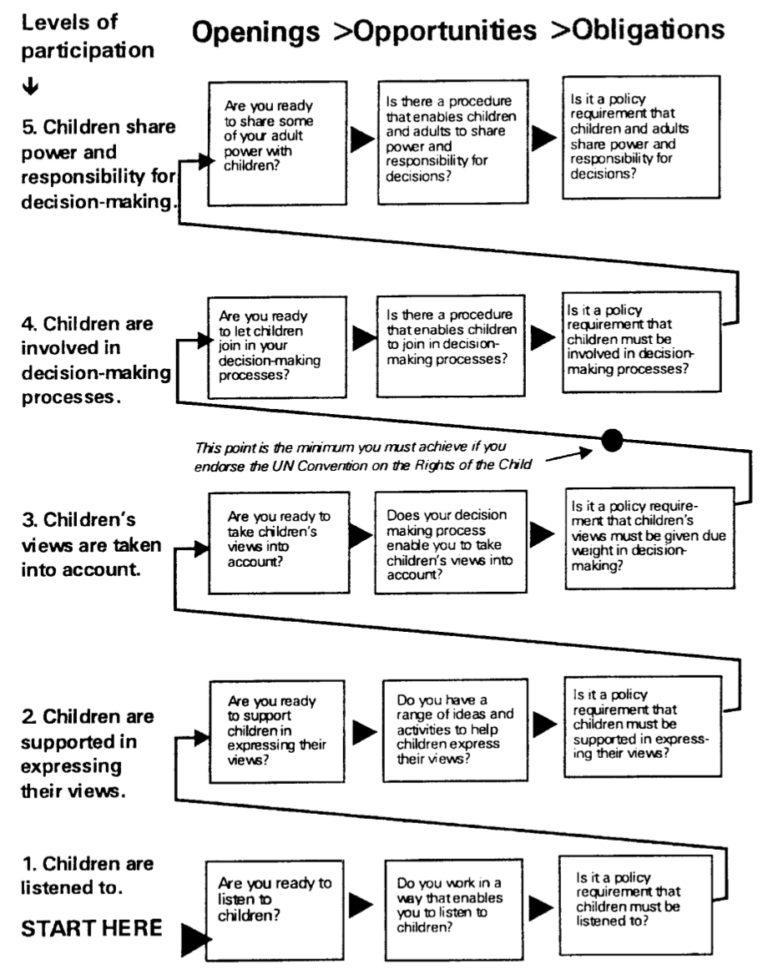 Levels of
participation
Openings >Opportunities >Obligations
5. Children share
power and
responsibility for
decision-making.
Are you ready
to share some
of your adult
power with
children?
Is there a procedure
that enables children
and adults to share
power and
responsibility for
decisions?
Is it a policy
requirement that
children and adults
share power and
responsibility for
decisions?
4. Children are
involved in
decision-making
processes.
Are you ready
to let children
join in your
decision-making
processes?
Is there a procedure
that enables children
to join in decision-
making processes?
Is it a policy
requirement that
children must be
involved in decision-
making processes?
This point is the minimum you must achieve if you
endorse the UN Convention on the Rights of the Child
3. Children's
views are taken
into account.
Are you ready to
take children's
views into
account?
Does your decision
making process
enable you to take
children's views into
account?
Is it a policy require-
ment that children's
views must be given due
weight in decision-
making?
2. Children are
supported in
expressing
their views.
Are you ready
to support
children in
expressing their
views?
Do you have a
range of ideas and
activities to help
children express
their views?
Is it a policy
requirement that
children must be
supported in express-
ing their views?
1. Children are
listened to.
START HERE
Are you ready to
listen to
children?
Do you work in a
way that enables
you to listen to
children?
Is it a policy
requirement that
children must be
listened to?